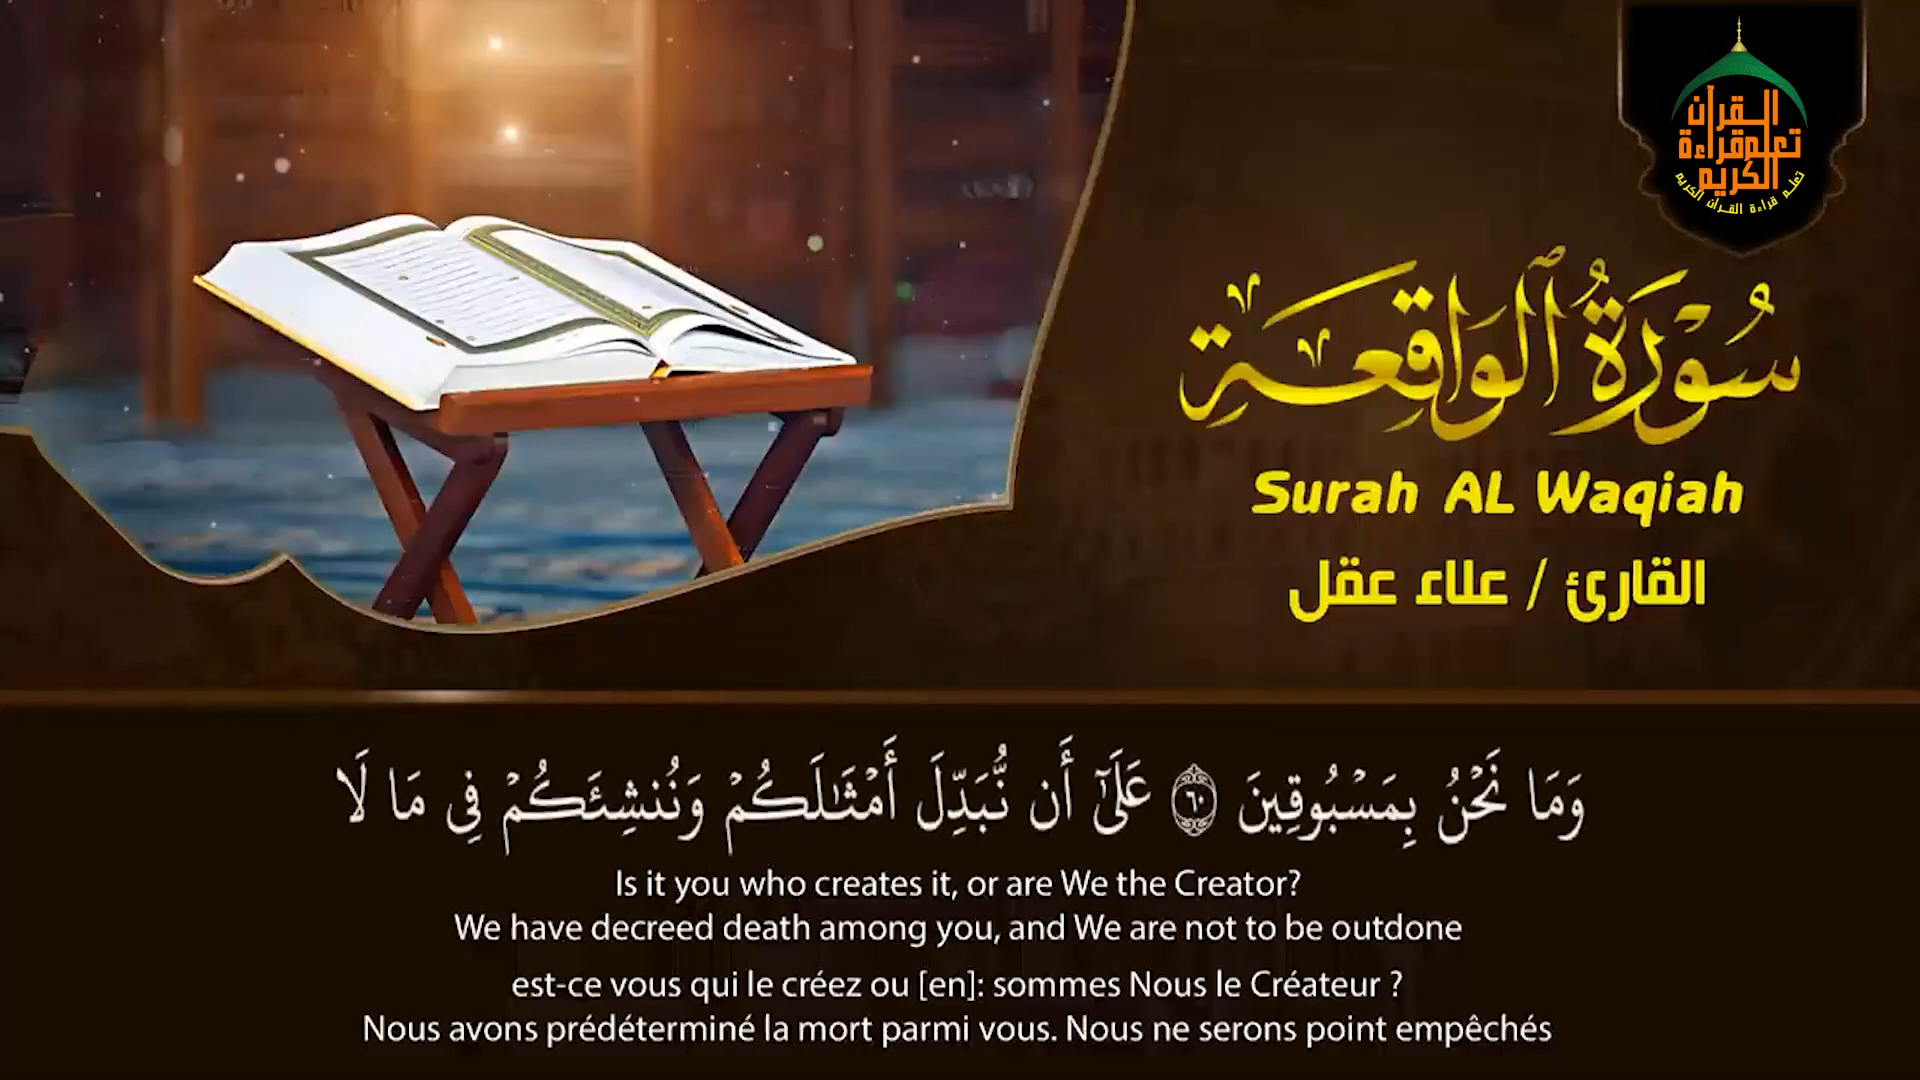 القرآن
تعلم قراءة
الكريم
تعلم قراءة القرآن الكريم
سُورَةُ ٱلْوَاقِعَةِ
Surah AL Waqiah
القارئ / علاء عقل
وَمَا نَحْنُ بِمَسْبُوقِينَ ٦٠ عَلَىٰٓ أَن نُّبَدِّلَ أَمْثَٰلَكُمْ وَنُنشِئَكُمْ فِى مَا لَا
Is it you who creates it, or are We the Creator?
We have decreed death among you, and We are not to be outdone
est-ce vous qui le créez ou [en]: sommes Nous le Créateur ?
Nous avons prédéterminé la mort parmi vous. Nous ne serons point empêchés